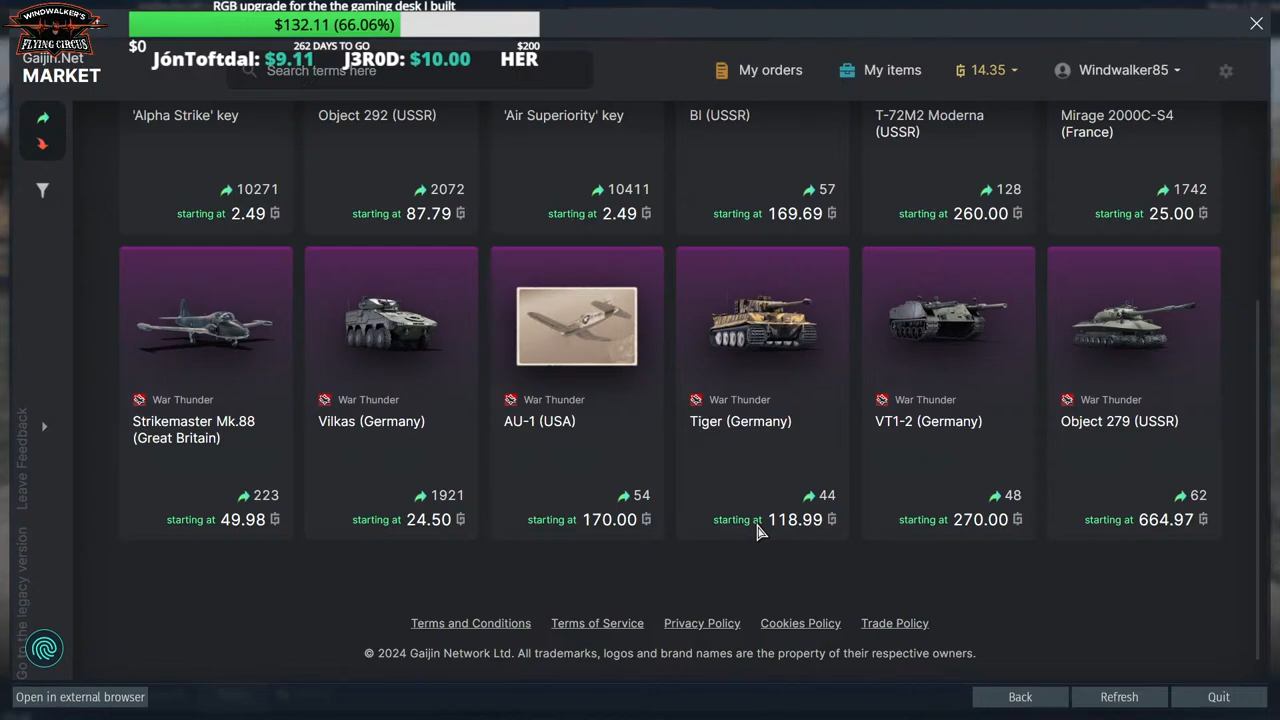 RGB upgrade for the the gaming desk I built
$132.11 (66.06%)
$0
262 DAYS TO GO
$200
JónToftdal: $9.11 J3R0D: $10.00 HER
WINDWALKER'S
FLYING CIRCUS
Gaijin.Net
MARKET
Search terms here
My orders
My items
14.35
Windwalker85
'Alpha Strike' key
10271
starting at 2.49
Object 292 (USSR)
2072
starting at 87.79
'Air Superiority' key
10411
starting at 2.49
BI (USSR)
57
starting at 169.69
T-72M2 Moderna
(USSR)
128
starting at 260.00
Mirage 2000C-S4
(France)
1742
starting at 25.00
War Thunder
Strikemaster Mk.88
(Great Britain)
223
starting at 49.98
War Thunder
Vilkas (Germany)
1921
starting at 24.50
War Thunder
AU-1 (USA)
54
starting at 170.00
War Thunder
Tiger (Germany)
44
starting at 118.99
War Thunder
VT1-2 (Germany)
48
starting at 270.00
War Thunder
Object 279 (USSR)
62
starting at 664.97
Leave Feedback
Go to the legacy version
Terms and Conditions
Terms of Service
Privacy Policy
Cookies Policy
Trade Policy
© 2024 Gaijin Network Ltd. All trademarks, logos and brand names are the property of their respective owners.
Open in external browser
Back
Refresh
Quit